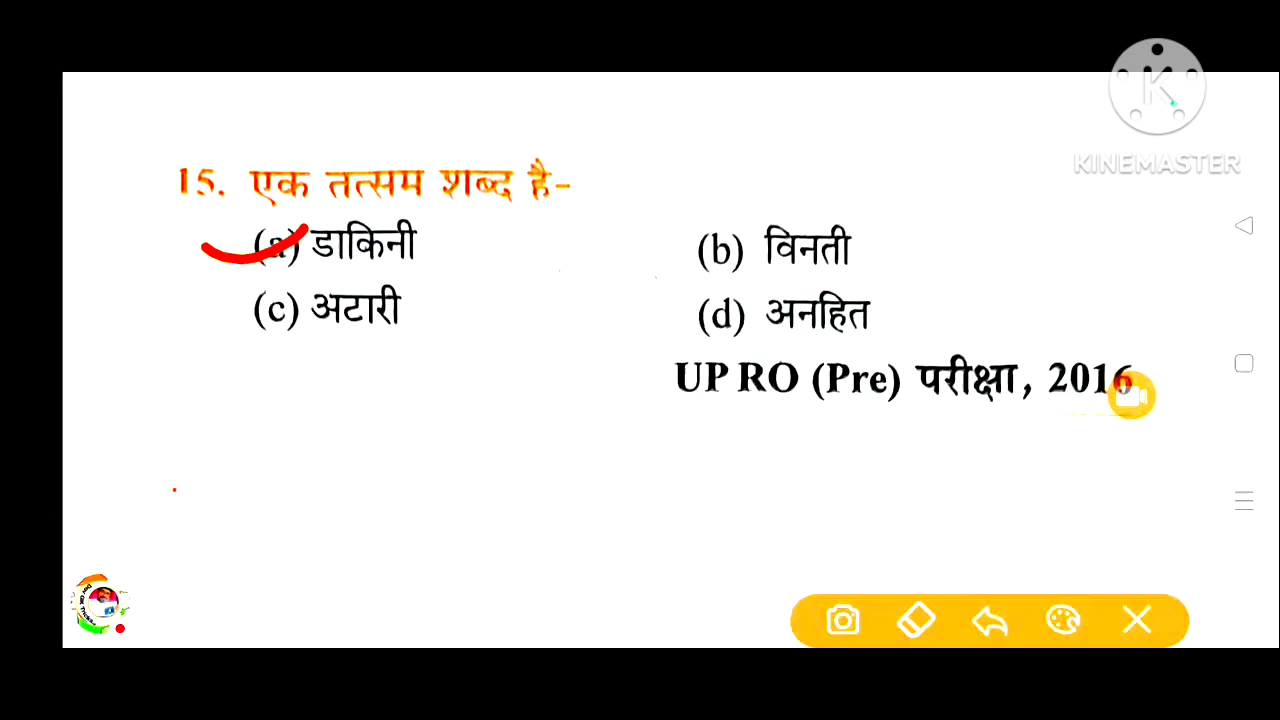 KINEMASTER
15. एक तत्सम शब्द है-
(a) डाकिनी (b) विनती
(c) अटारी (d) अनहित
UP RO (Pre) परीक्षा, 2016